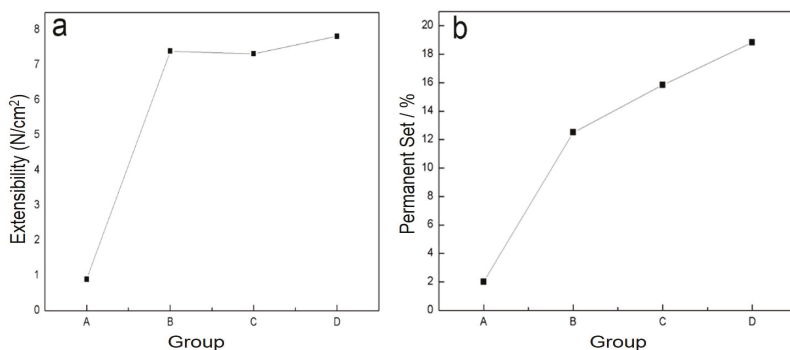 a
8
7
6
5
4
3
2
1
0
Extensibility (N/cm²)
A B C D
Group
b
20
18
16
14
12
10
8
6
4
2
0
Permanent Set / %
A B C D
Group